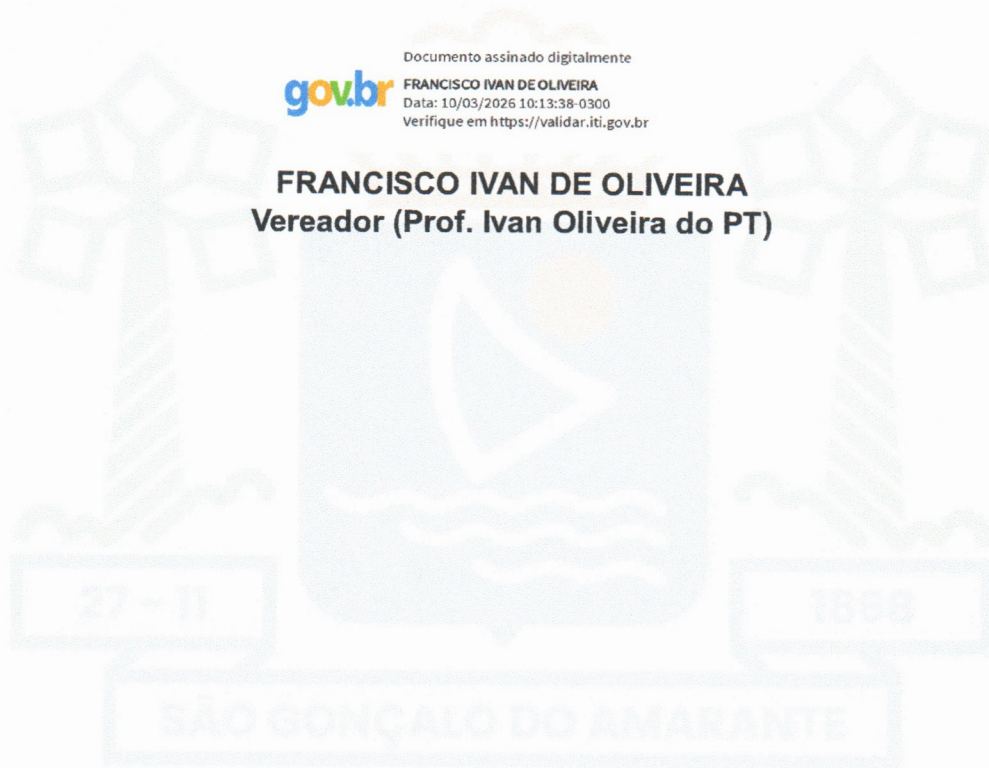 Documento assinado digitalmente
gov.br
FRANCISCO IVAN DE OLIVEIRA
Data: 10/03/2026 10:13:38-0300
Verifique em https://validar.iti.gov.br
FRANCISCO IVAN DE OLIVEIRA
Vereador (Prof. Ivan Oliveira do PT)
27 - 11
1868
SÃO GONÇALO DO AMARANTE